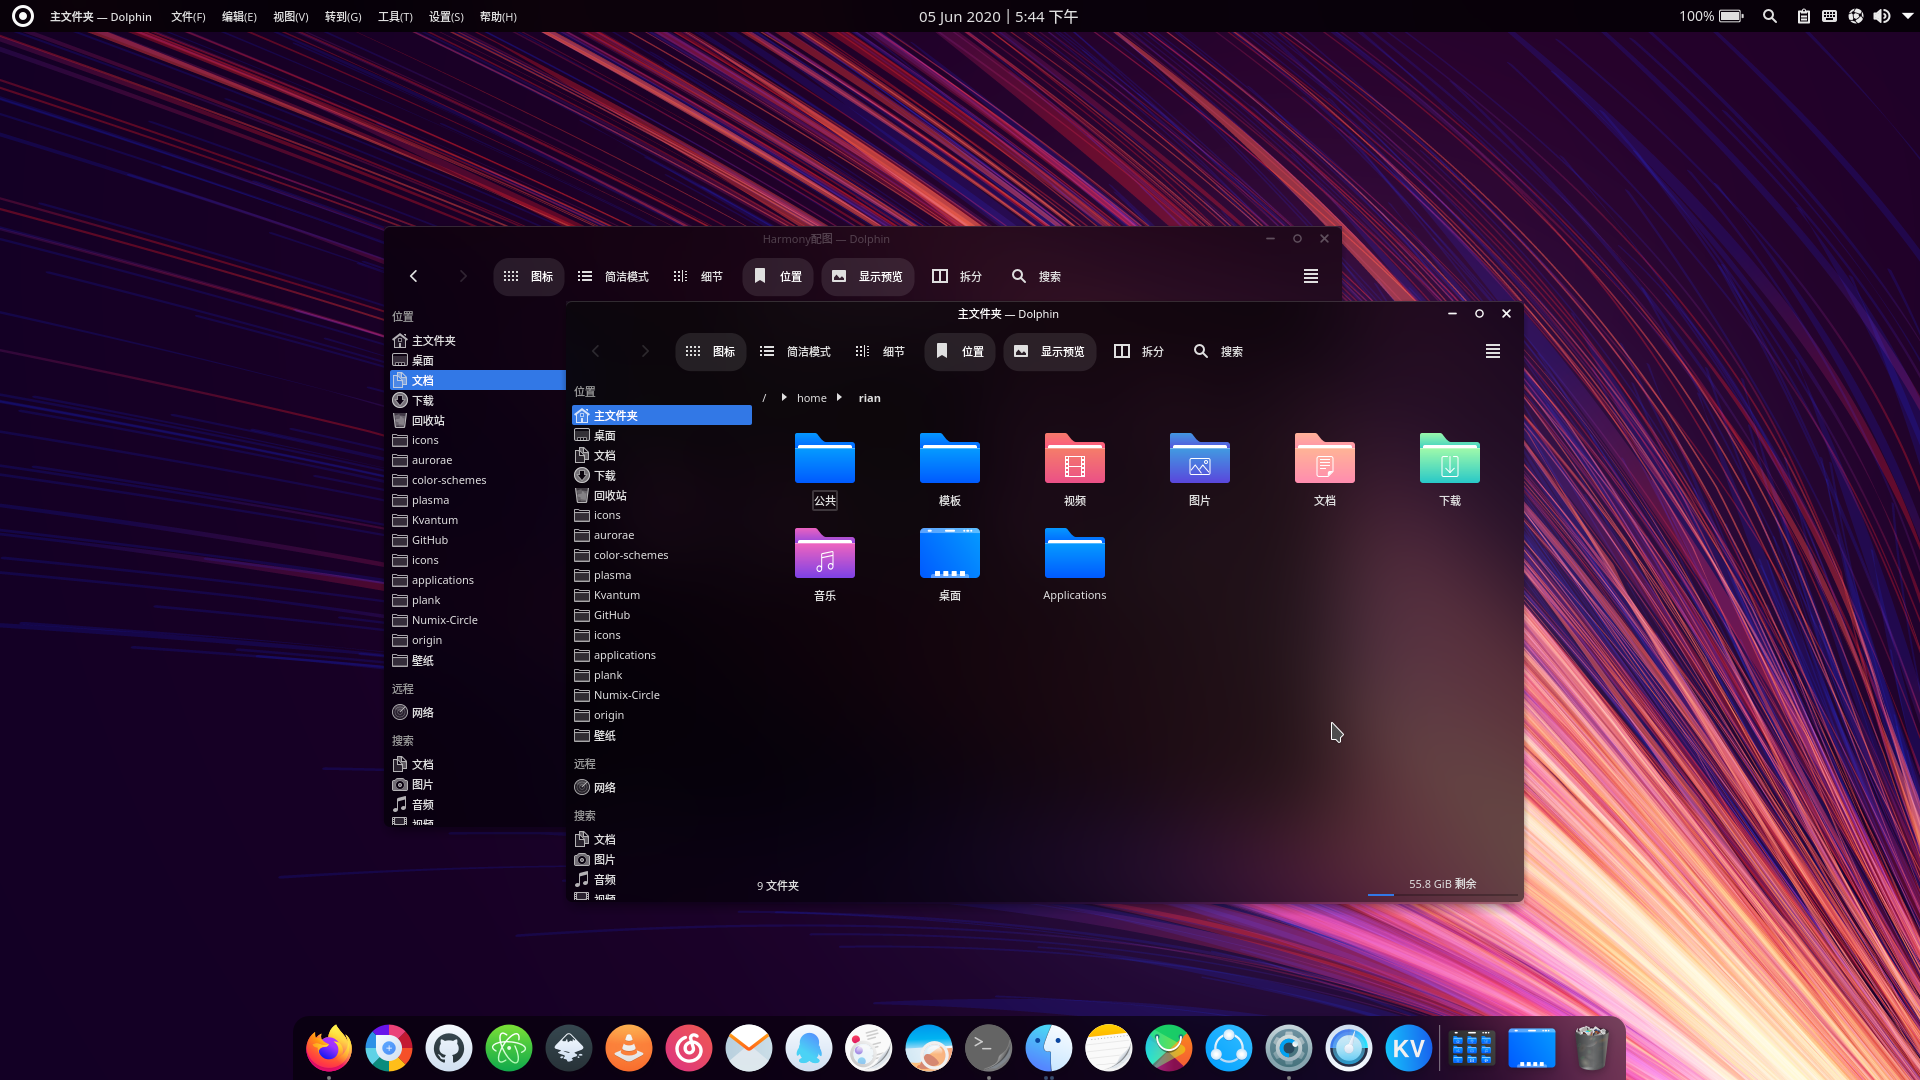 主文件夹 — Dolphin 文件(F) 编辑(E) 视图(V) 转到(G) 工具(T) 设置(S) 帮助(H) 05 Jun 2020 | 5:44 下午 100%
Harmony配图 — Dolphin
图标 简洁模式 细节 位置 显示预览 拆分 搜索
位置
主文件夹
桌面
文档
下载
回收站
icons
aurorae
color-schemes
plasma
Kvantum
GitHub
icons
applications
plank
Numix-Circle
origin
壁纸
远程
网络
搜索
文档
图片
音频
视频
主文件夹 — Dolphin
图标 简洁模式 细节 位置 显示预览 拆分 搜索
位置
主文件夹
桌面
文档
下载
回收站
icons
aurorae
color-schemes
plasma
Kvantum
GitHub
icons
applications
plank
Numix-Circle
origin
壁纸
远程
网络
搜索
文档
图片
音频
视频
/ home rian
公共 模板 视频 图片 文档 下载
音乐 桌面 Applications
9 文件夹 55.8 GiB 剩余
>_ KV